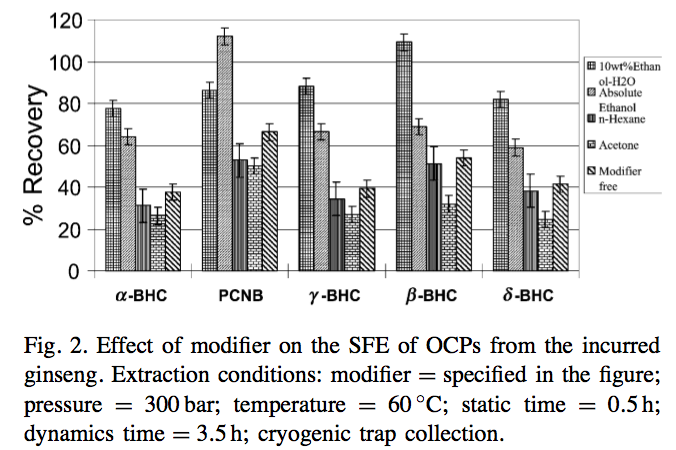 120
100
80
60
40
20
0
% Recovery
α-BHC
PCNB
γ-BHC
β-BHC
δ-BHC
10wt%Ethan
ol-H2O
Absolute
Ethanol
n-Hexane
Acetone
Modifier
free
Fig. 2. Effect of modifier on the SFE of OCPs from the incurred
ginseng. Extraction conditions: modifier = specified in the figure;
pressure = 300 bar; temperature = 60 °C; static time = 0.5 h;
dynamics time = 3.5 h; cryogenic trap collection.